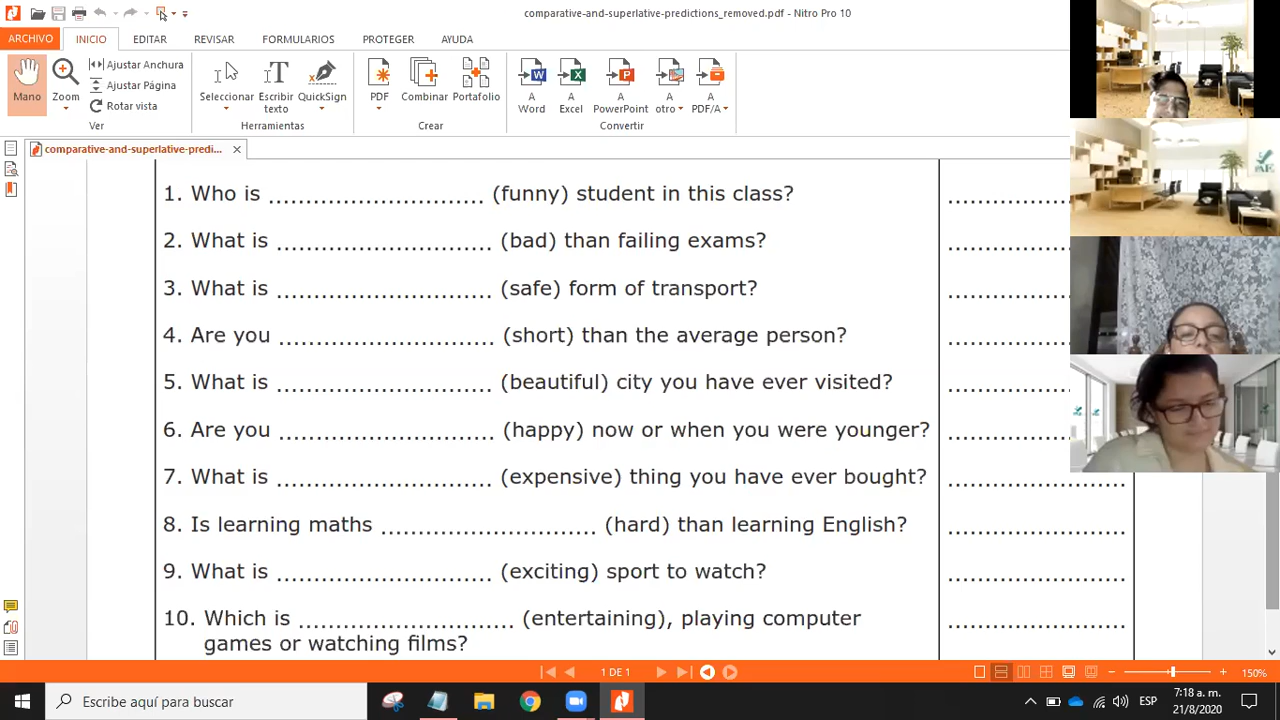 comparative-and-superlative-predictions_removed.pdf - Nitro Pro 10
ARCHIVO INICIO EDITAR REVISAR FORMULARIOS PROTEGER AYUDA
Mano
Zoom
Ajustar Anchura
Ajustar Página
Rotar vista
Ver
Seleccionar
Escribir texto
QuickSign
Herramientas
PDF
Combinar
Portafolio
Crear
A Word
A Excel
A PowerPoint
A otro
A PDF/A
Convertir
comparative-and-superlative-predi... ×
1. Who is ............................. (funny) student in this class?
2. What is ............................. (bad) than failing exams?
3. What is ............................. (safe) form of transport?
4. Are you ............................. (short) than the average person?
5. What is ............................. (beautiful) city you have ever visited?
6. Are you ............................. (happy) now or when you were younger?
7. What is ............................. (expensive) thing you have ever bought?
8. Is learning maths ............................. (hard) than learning English?
9. What is ............................. (exciting) sport to watch?
10. Which is ............................. (entertaining), playing computer
games or watching films?
1 DE 1
150%
Escribe aquí para buscar
ESP
7:18 a. m.
21/8/2020